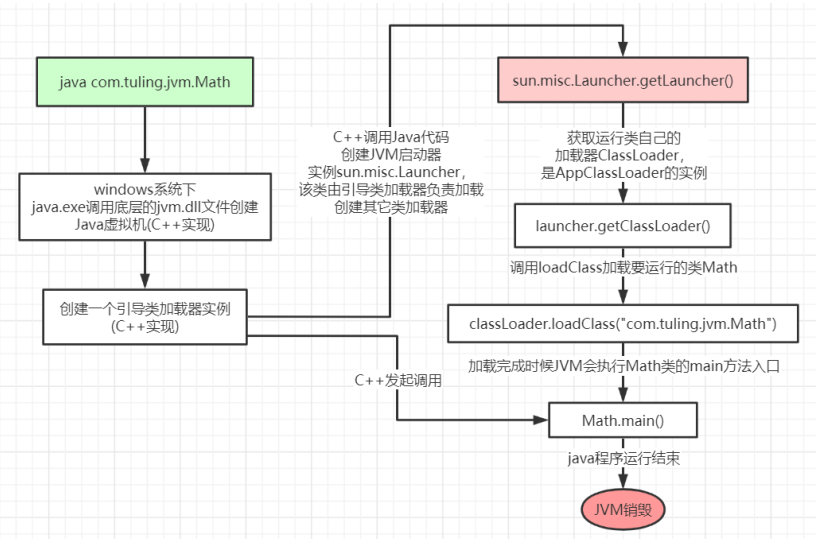 java com.tuling.jvm.Math
windows系统下
java.exe调用底层的jvm.dll文件创建
Java虚拟机(C++实现)
创建一个引导类加载器实例
(C++实现)
C++调用Java代码
创建JVM启动器
实例sun.misc.Launcher，
该类由引导类加载器负责加载
创建其它类加载器
C++发起调用
sun.misc.Launcher.getLauncher()
获取运行类自己的
加载器ClassLoader，
是AppClassLoader的实例
launcher.getClassLoader()
调用loadClass加载要运行的类Math
classLoader.loadClass("com.tuling.jvm.Math")
加载完成时候JVM会执行Math类的main方法入口
Math.main()
java程序运行结束
JVM销毁